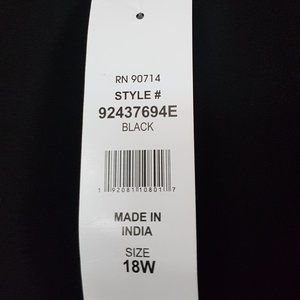 RN 90714
STYLE #
92437694E
BLACK
1 92081 10801 7
MADE IN
INDIA
SIZE
18W